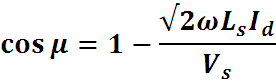 cos μ = 1 − √2ωL_sI_d / V_s